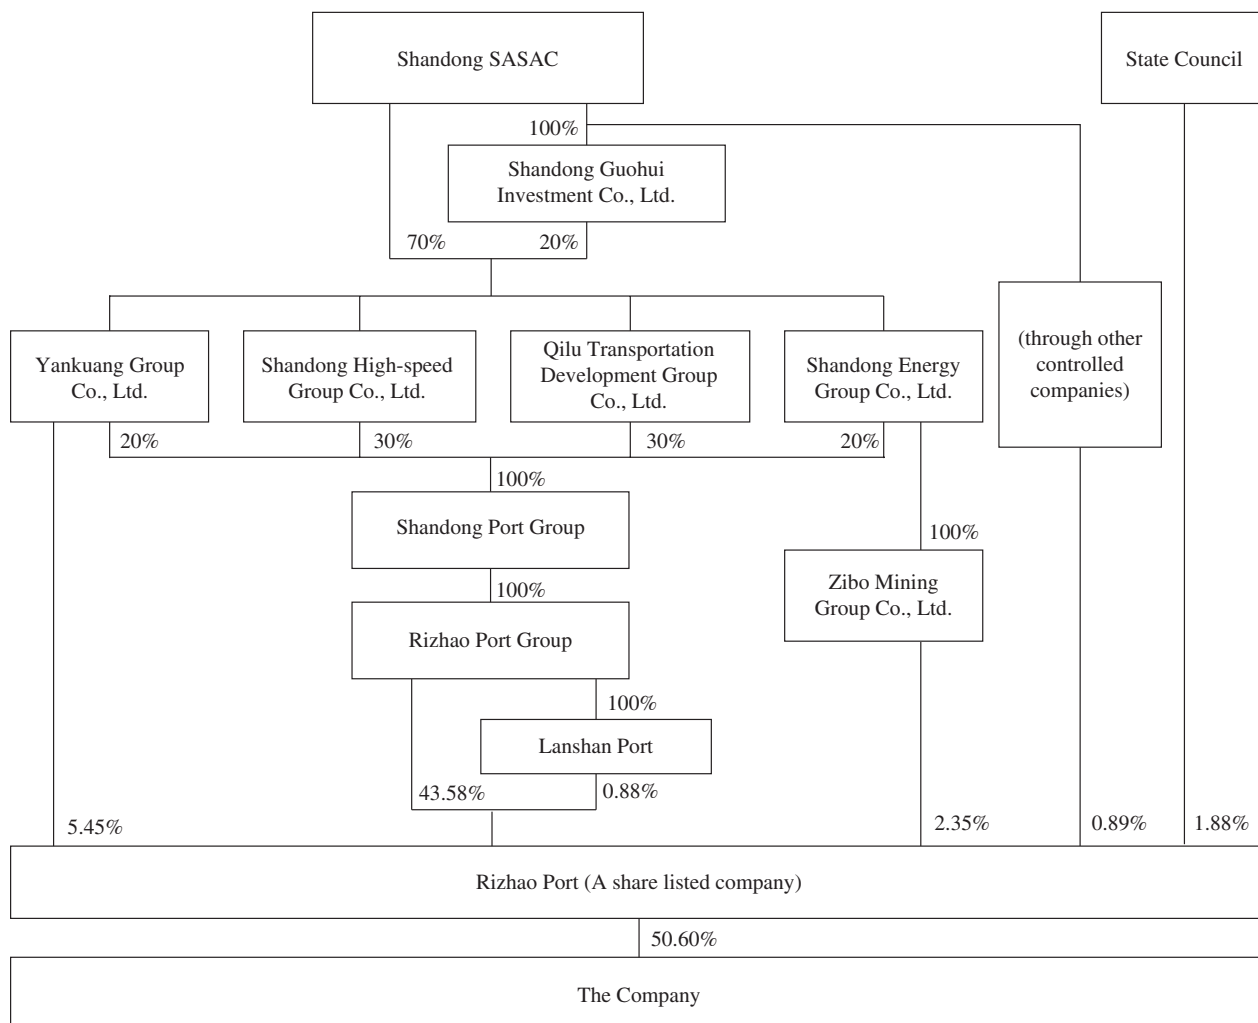 Shandong SASAC
State Council
100%
Shandong Guohui
Investment Co., Ltd.
70%
20%
Yankuang Group
Co., Ltd.
Shandong High-speed
Group Co., Ltd.
Qilu Transportation
Development Group
Co., Ltd.
Shandong Energy
Group Co., Ltd.
(through other
controlled
companies)
20%
30%
30%
20%
100%
Shandong Port Group
100%
Zibo Mining
Group Co., Ltd.
100%
Rizhao Port Group
100%
Lanshan Port
43.58%
0.88%
5.45%
2.35%
0.89%
1.88%
Rizhao Port (A share listed company)
50.60%
The Company